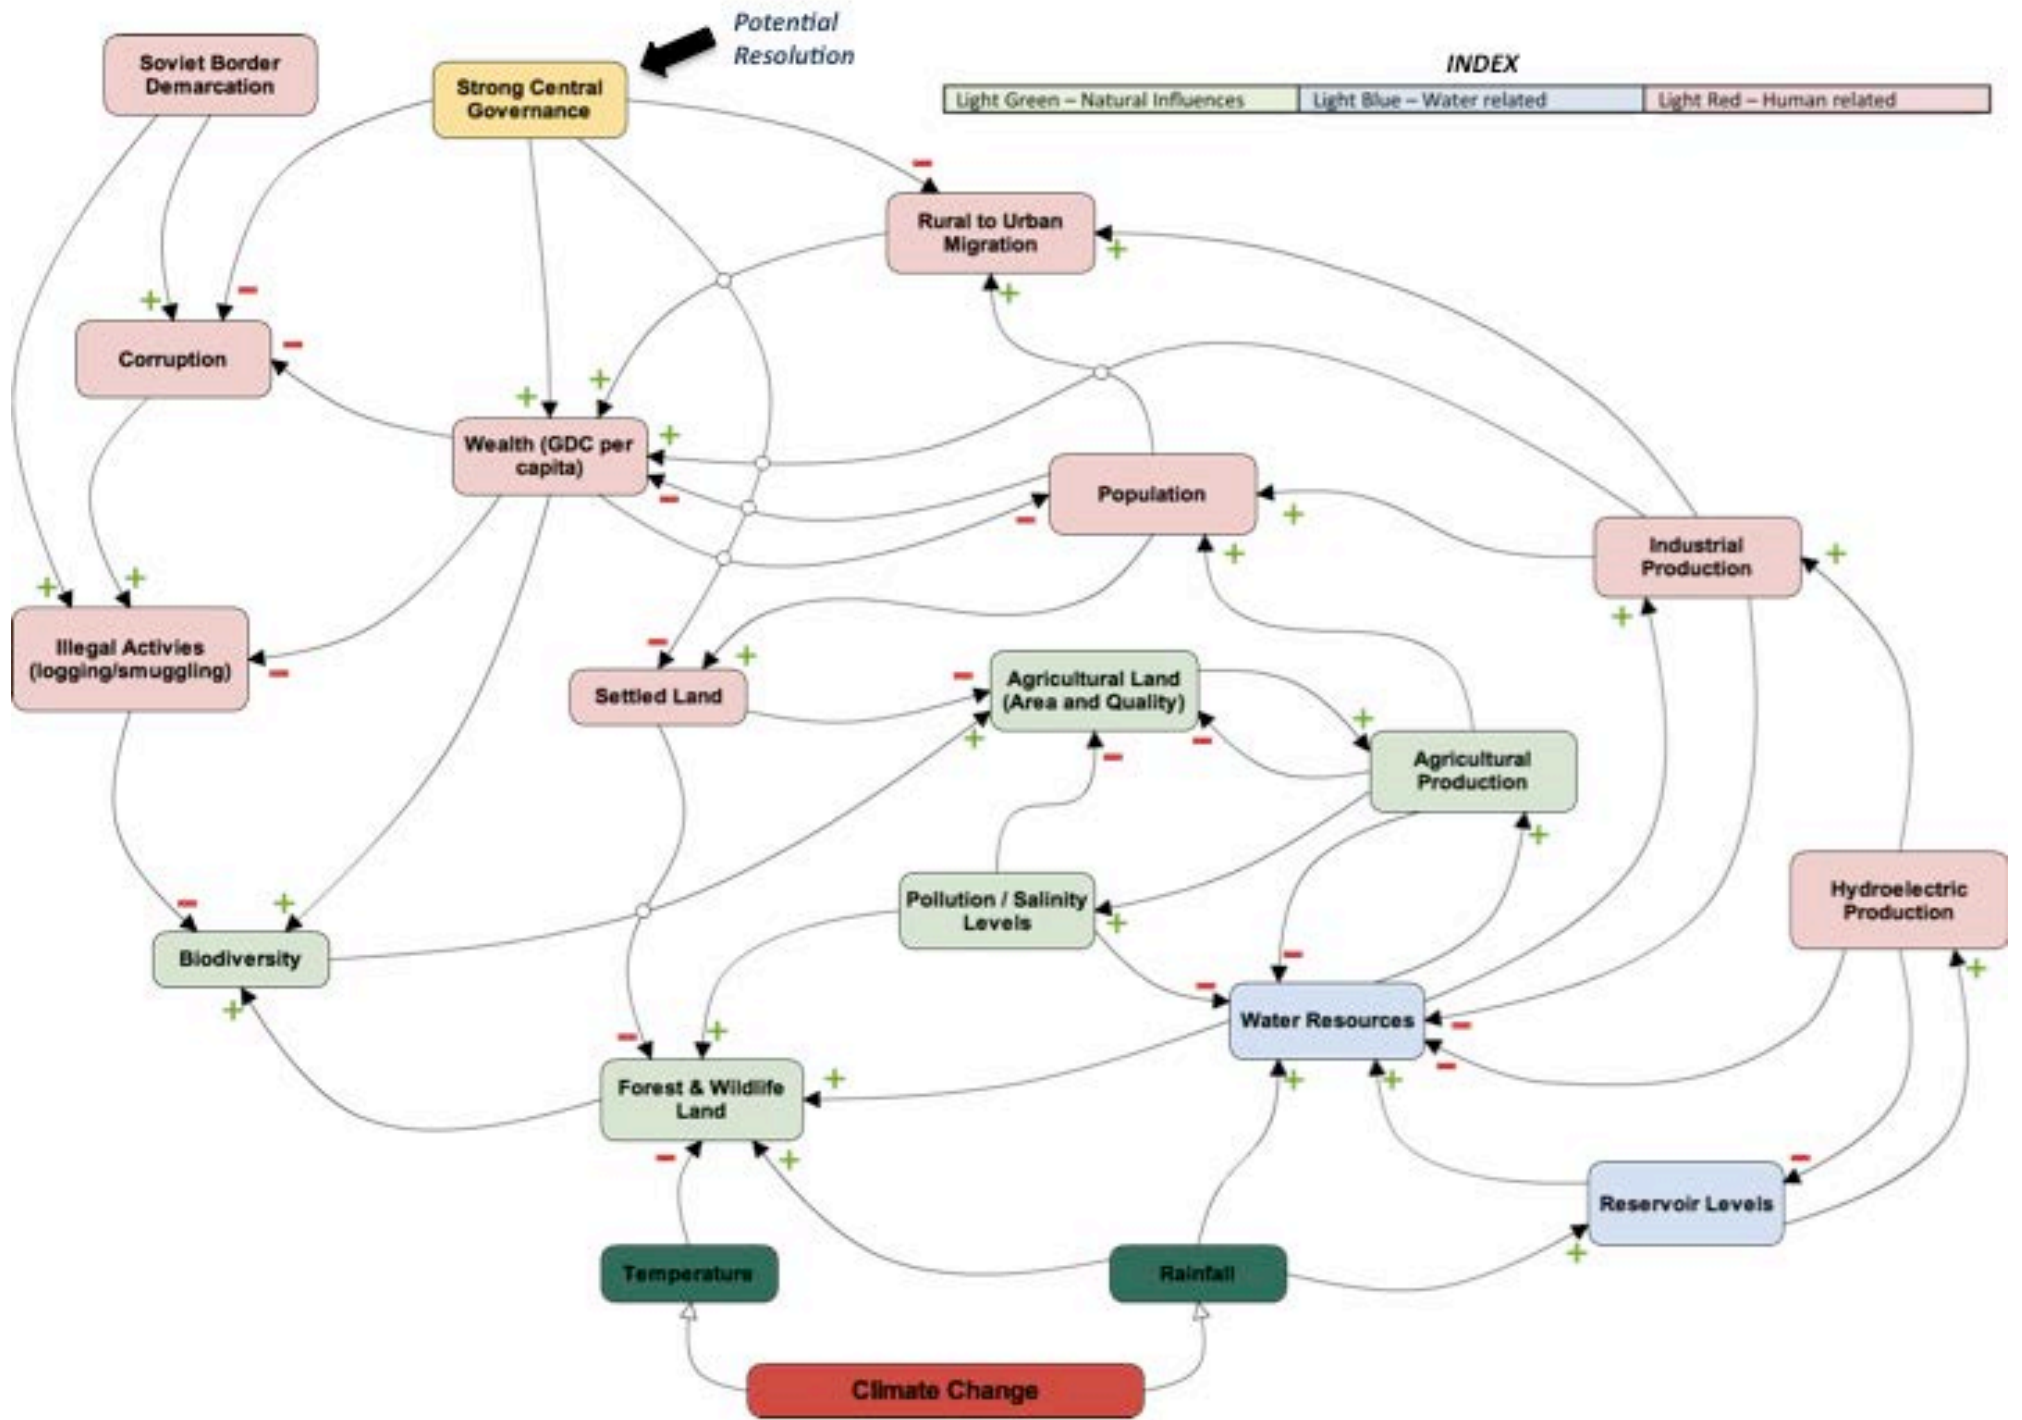 Potential
Resolution
INDEX
Light Green – Natural Influences
Light Blue – Water related
Light Red – Human related
Soviet Border
Demarcation
Strong Central
Governance
−
Rural to Urban
Migration
+
+
+
−
Corruption
−
+
+
Wealth (GDC per
capita)
+
−
Population
−
+
+
Industrial
Production
+
+
+
+
Illegal Activies
(logging/smuggling)
−
−
+
Settled Land
−
Agricultural Land
(Area and Quality)
+
−
−
+
Agricultural
Production
+
Pollution / Salinity
Levels
+
Hydroelectric
Production
+
−
+
Biodiversity
+
−
−
Water Resources
−
−
+
+
−
+
+
Forest & Wildlife
Land
−
+
−
Reservoir Levels
+
Temperature
Rainfall
Climate Change